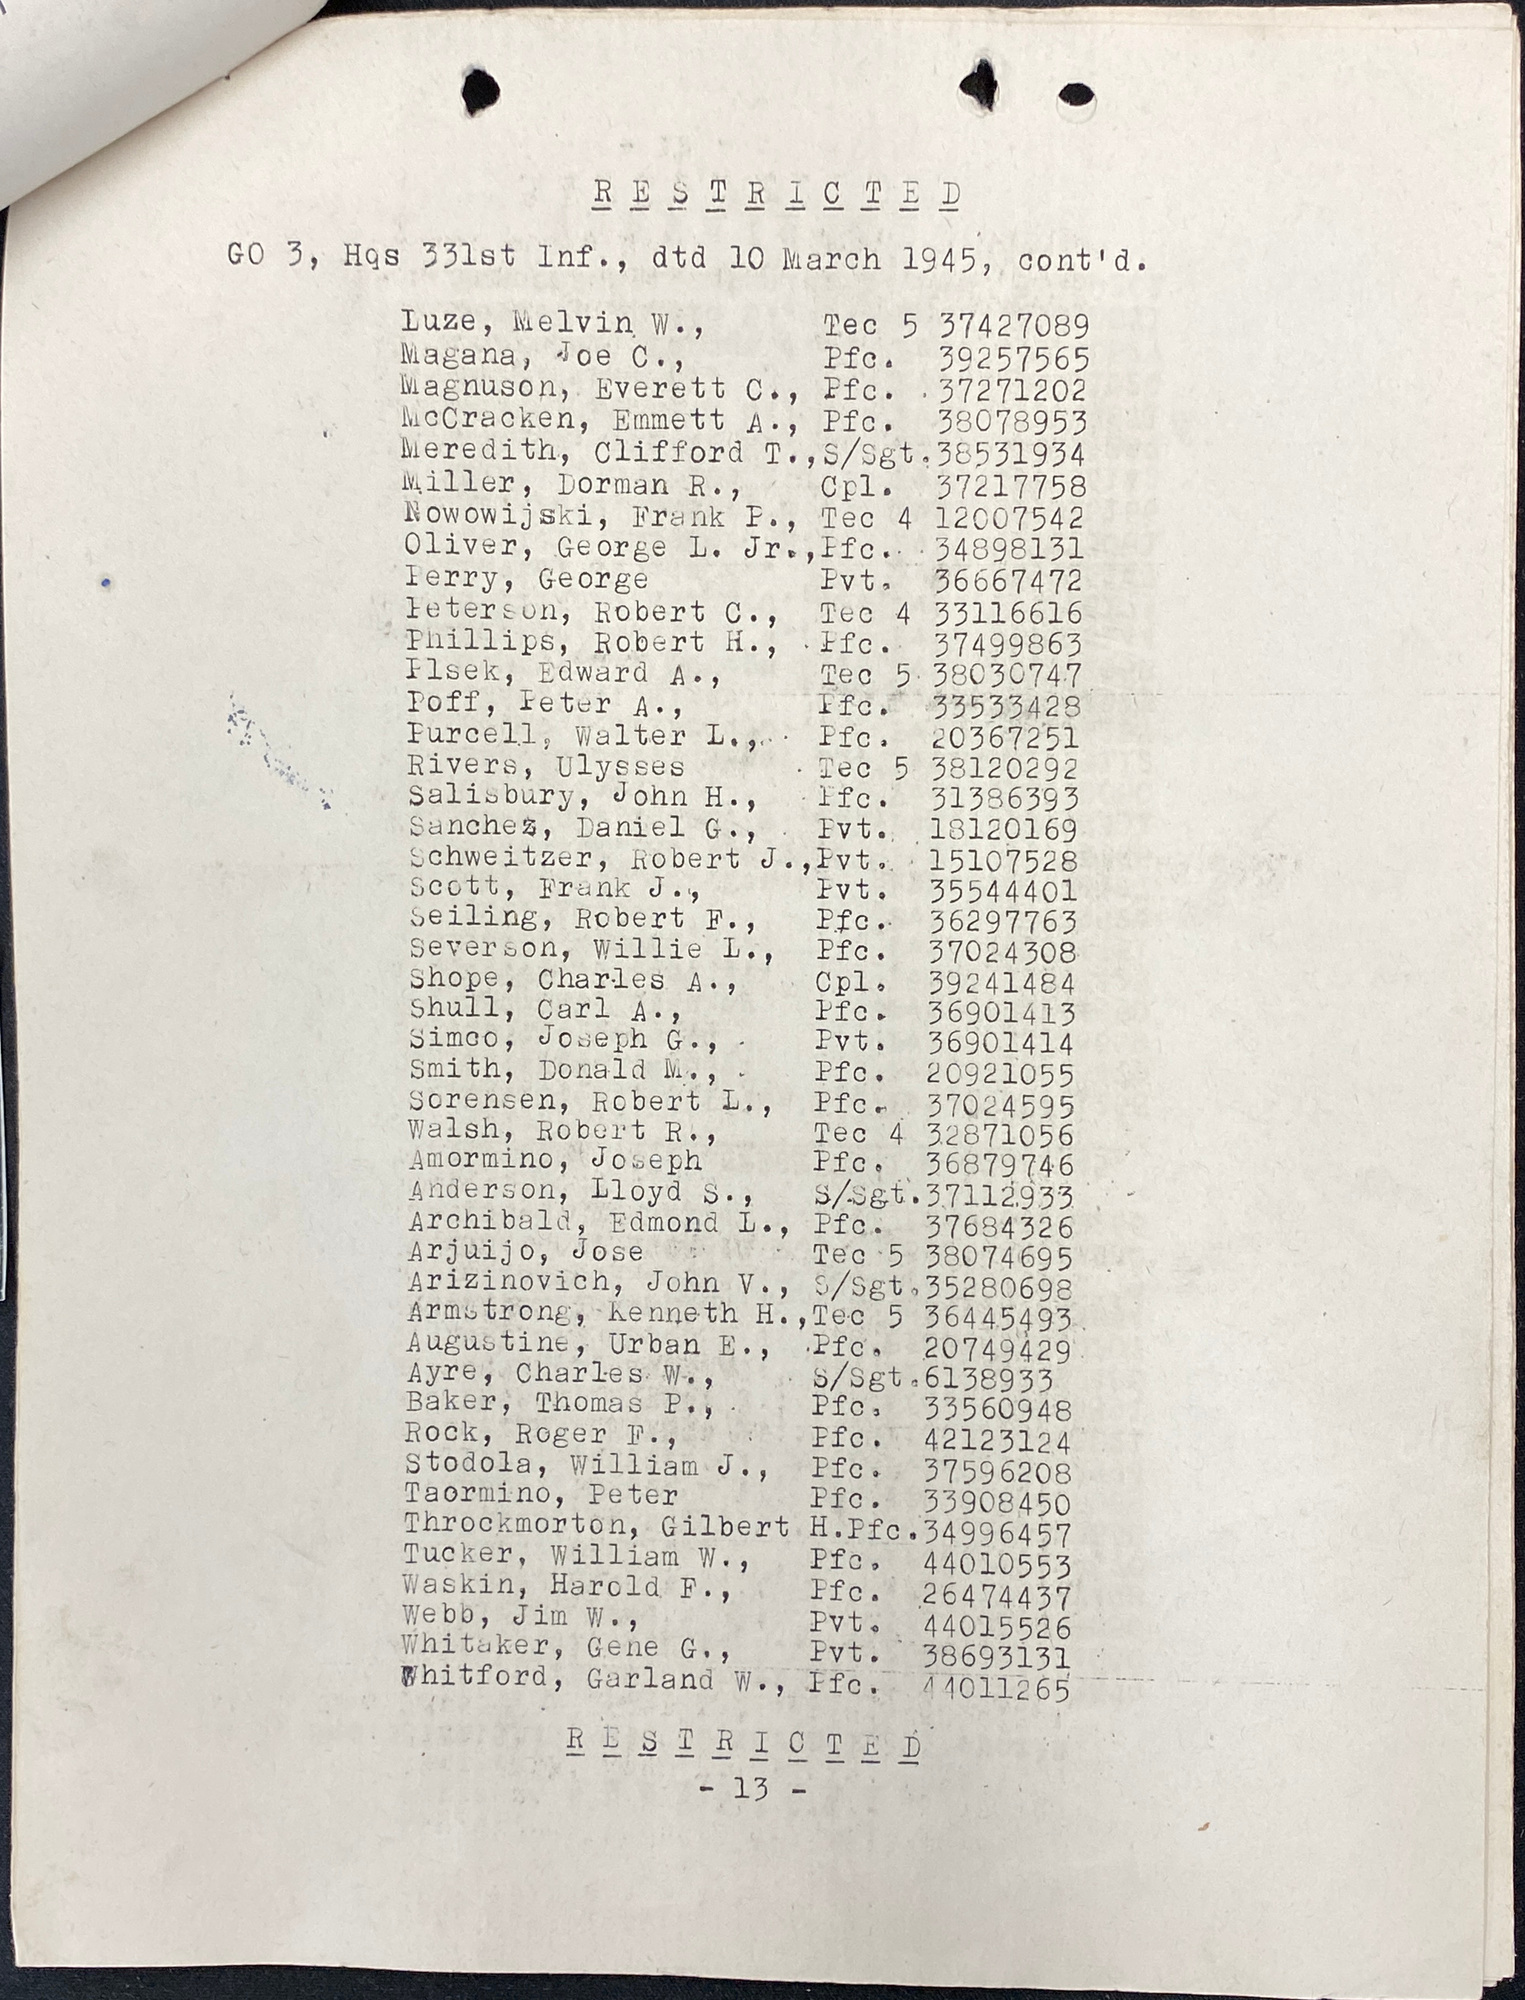 R E S T R I C T E D
GO 3, Hqs 331st Inf., dtd 10 March 1945, cont'd.
Luze, Melvin W., Tec 5 37427089
Magana, Joe C., Pfc. 39257565
Magnuson, Everett C., Pfc. 37271202
McCracken, Emmett A., Pfc. 38078953
Meredith, Clifford T.,S/Sgt.38531934
Miller, Dorman R., Cpl. 37217758
Nowowijski, Frank P., Tec 4 12007542
Oliver, George L. Jr.,Pfc. 34898131
Perry, George Pvt. 36667472
Peterson, Robert C., Tec 4 33116616
Phillips, Robert H., Pfc. 37499863
Plsek, Edward A., Tec 5 38030747
Poff, Peter A., Pfc. 33533428
Purcell, Walter L., Pfc. 20367251
Rivers, Ulysses Tec 5 38120292
Salisbury, John H., Pfc. 31386393
Sanchez, Daniel G., Pvt. 18120169
Schweitzer, Robert J.,Pvt. 15107528
Scott, Frank J., Pvt. 35544401
Seiling, Robert F., Pfc. 36297763
Severson, Willie L., Pfc. 37024308
Shope, Charles A., Cpl. 39241484
Shull, Carl A., Pfc. 36901413
Simco, Joseph G., Pvt. 36901414
Smith, Donald M., Pfc. 20921055
Sorensen, Robert L., Pfc. 37024595
Walsh, Robert R., Tec 4 32871056
Amormino, Joseph Pfc. 36879746
Anderson, Lloyd S., S/Sgt.37112933
Archibald, Edmond L., Pfc. 37684326
Arjuijo, Jose Tec 5 38074695
Arizinovich, John V., S/Sgt.35280698
Armstrong, Kenneth H.,Tec 5 36445493
Augustine, Urban E., Pfc. 20749429
Ayre, Charles W., S/Sgt.6138933
Baker, Thomas P., Pfc. 33560948
Rock, Roger F., Pfc. 42123124
Stodola, William J., Pfc. 37596208
Taormino, Peter Pfc. 33908450
Throckmorton, Gilbert H.Pfc.34996457
Tucker, William W., Pfc. 44010553
Waskin, Harold F., Pfc. 26474437
Webb, Jim W., Pvt. 44015526
Whitaker, Gene G., Pvt. 38693131
Whitford, Garland W., Pfc. 44011265
R E S T R I C T E D
- 13 -